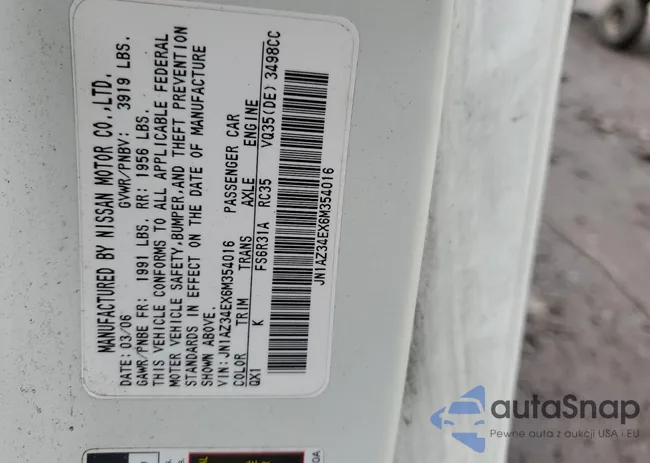 MANUFACTURED BY NISSAN MOTOR CO.,LTD.
DATE: 03/06 GVWR/PNBV: 3919 LBS.
GAWR/PNBE FR: 1991 LBS. RR: 1956 LBS.
THIS VEHICLE CONFORMS TO ALL APPLICABLE FEDERAL
MOTOR VEHICLE SAFETY,BUMPER,AND THEFT PREVENTION
STANDARDS IN EFFECT ON THE DATE OF MANUFACTURE
SHOWN ABOVE.
VIN:JN1AZ34EX6M354016 PASSENGER CAR
COLOR TRIM TRANS AXLE ENGINE
QX1 K FS6R31A RC35 VQ35(DE) 3498CC
JN1AZ34EX6M354016
autaSnap
Pewne auta z aukcji USA i EU